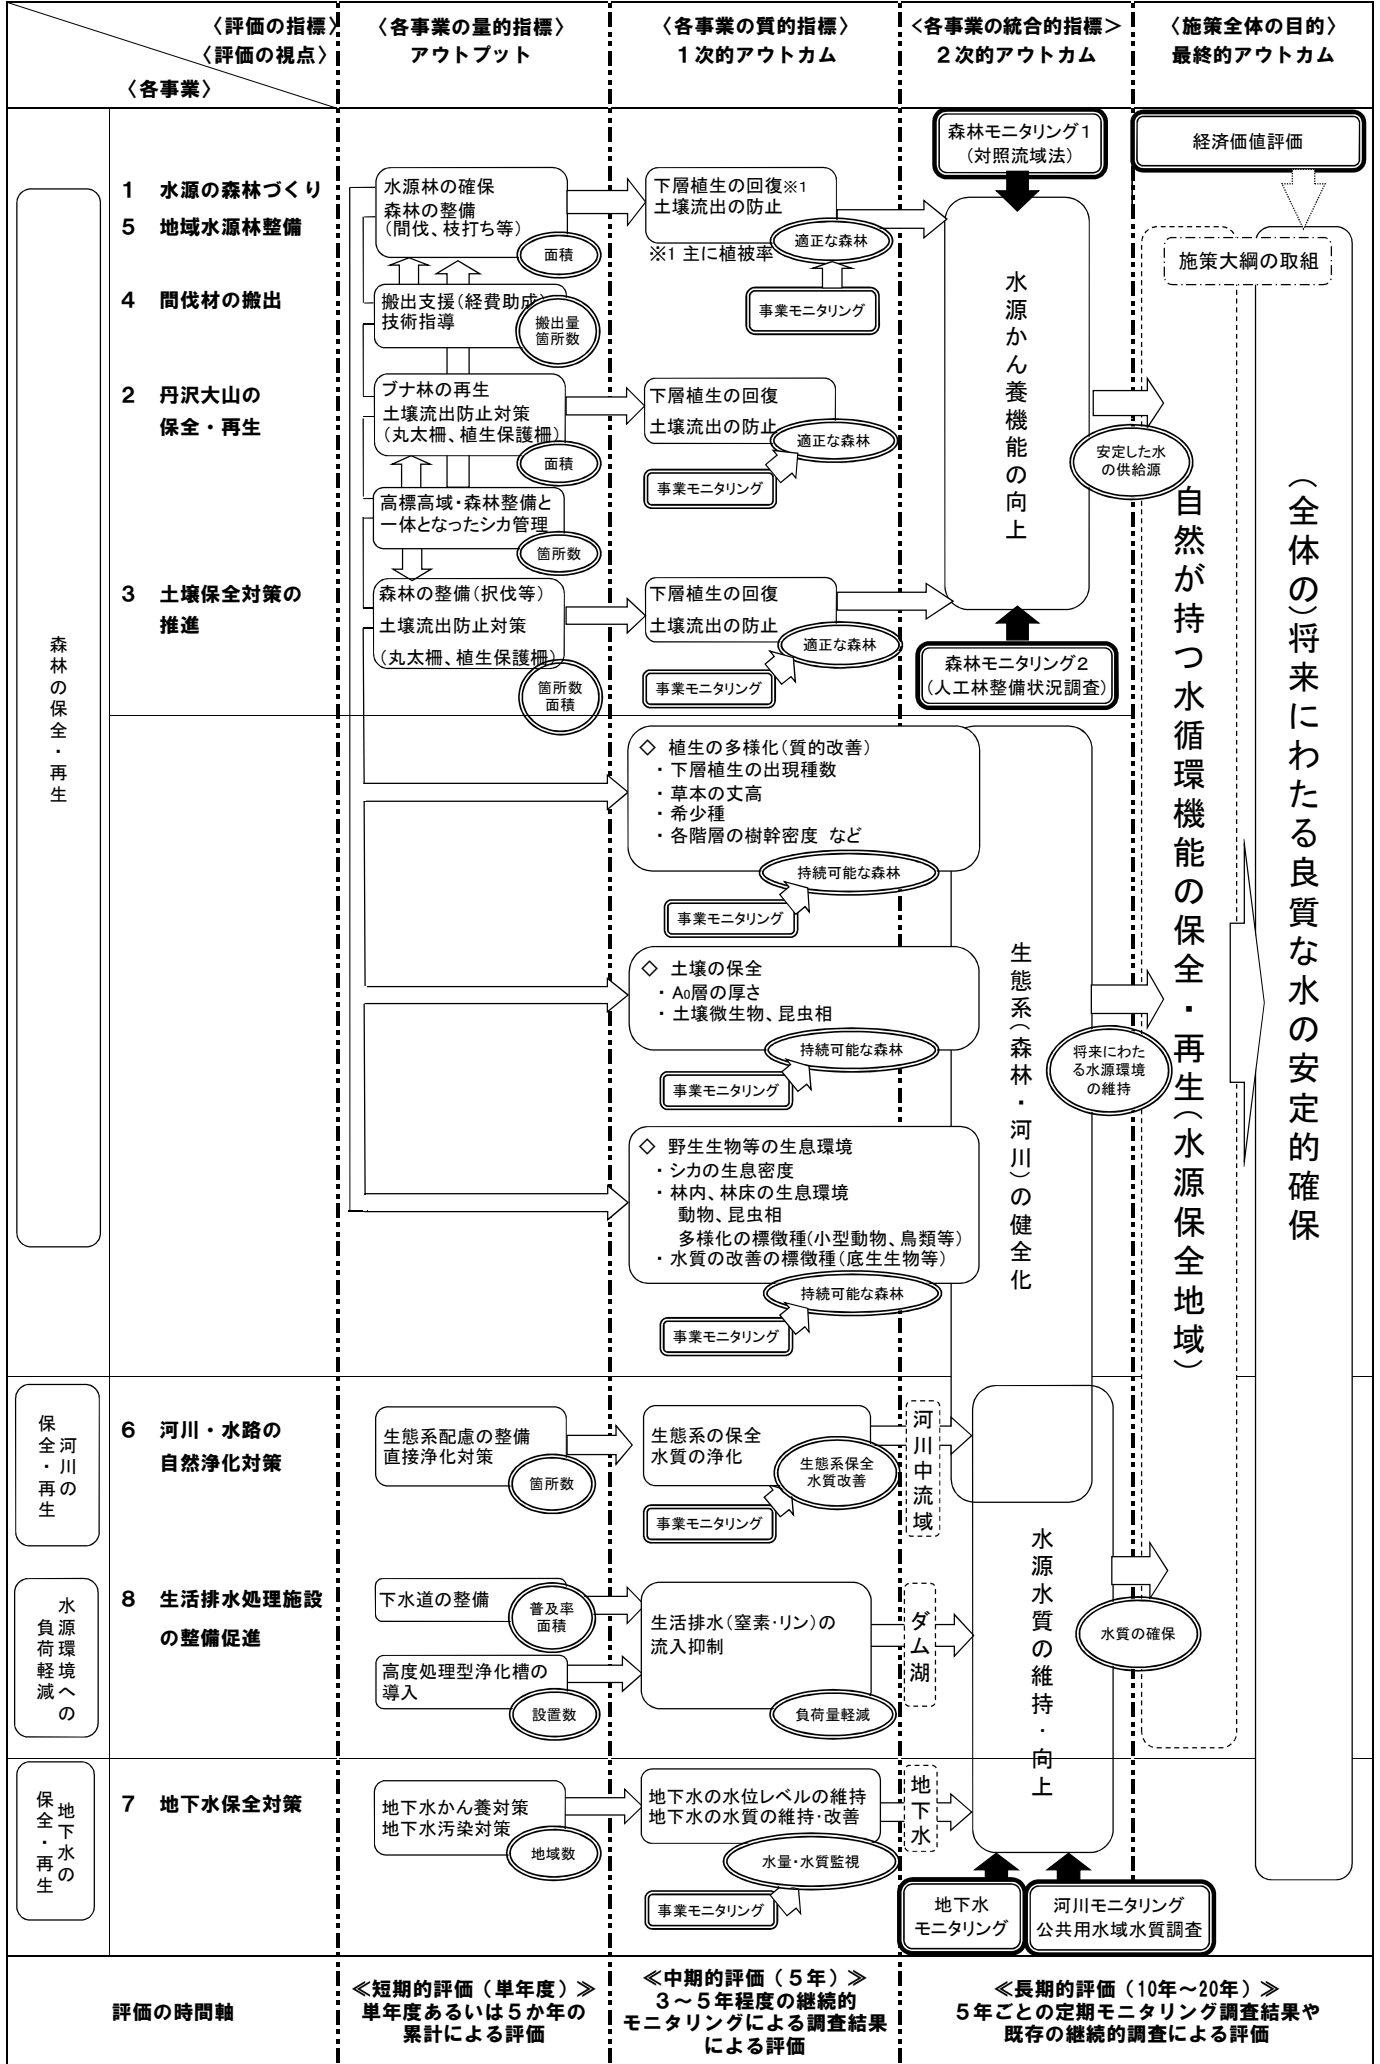 〈評価の指標〉
〈評価の視点〉
〈各事業〉
〈各事業の量的指標〉
アウトプット
〈各事業の質的指標〉
１次的アウトカム
<各事業の統合的指標>
２次的アウトカム
〈施策全体の目的〉
最終的アウトカム
森林の保全・再生
1 水源の森林づくり
5 地域水源林整備
4 間伐材の搬出
2 丹沢大山の
保全・再生
3 土壌保全対策の
推進
水源林の確保
森林の整備
(間伐、枝打ち等)
面積
搬出支援(経費助成)
技術指導
搬出量
箇所数
ブナ林の再生
土壌流出防止対策
(丸太柵、植生保護柵)
面積
高標高域・森林整備と
一体となったシカ管理
箇所数
森林の整備(択伐等)
土壌流出防止対策
(丸太柵、植生保護柵)
箇所数
面積
下層植生の回復※1
土壌流出の防止
適正な森林
※1 主に植被率
事業モニタリング
下層植生の回復
土壌流出の防止
適正な森林
事業モニタリング
下層植生の回復
土壌流出の防止
適正な森林
事業モニタリング
◇ 植生の多様化(質的改善)
・下層植生の出現種数
・草本の丈高
・希少種
・各階層の樹幹密度 など
持続可能な森林
事業モニタリング
◇ 土壌の保全
・A0層の厚さ
・土壌微生物、昆虫相
持続可能な森林
事業モニタリング
◇ 野生生物等の生息環境
・シカの生息密度
・林内、林床の生息環境
動物、昆虫相
多様化の標徴種(小型動物、鳥類等)
・水質の改善の標徴種(底生生物等)
持続可能な森林
事業モニタリング
森林モニタリング１
(対照流域法)
水源かん養機能の向上
森林モニタリング２
(人工林整備状況調査)
生態系(森林・河川)の健全化
経済価値評価
施策大綱の取組
安定した水
の供給源
将来にわた
る水源環境
の維持
自然が持つ水循環機能の保全・再生(水源保全地域)
(全体の)将来にわたる良質な水の安定的確保
河川の
保全・再生
6 河川・水路の
自然浄化対策
生態系配慮の整備
直接浄化対策
箇所数
生態系の保全
水質の浄化
生態系保全
水質改善
事業モニタリング
河川中流域
水源環境への
負荷軽減
8 生活排水処理施設
の整備促進
下水道の整備
普及率
面積
高度処理型浄化槽の
導入
設置数
生活排水(窒素・リン)の
流入抑制
負荷量軽減
ダム湖
水源水質の維持・向上
水質の確保
地下水の
保全・再生
7 地下水保全対策
地下水かん養対策
地下水汚染対策
地域数
地下水の水位レベルの維持
地下水の水質の維持・改善
水量・水質監視
事業モニタリング
地下水
地下水
モニタリング
河川モニタリング
公共用水域水質調査
評価の時間軸
≪短期的評価（単年度）≫
単年度あるいは５か年の
累計による評価
≪中期的評価（５年）≫
３～５年程度の継続的
モニタリングによる調査結果
による評価
≪長期的評価（10年～20年）≫
５年ごとの定期モニタリング調査結果や
既存の継続的調査による評価